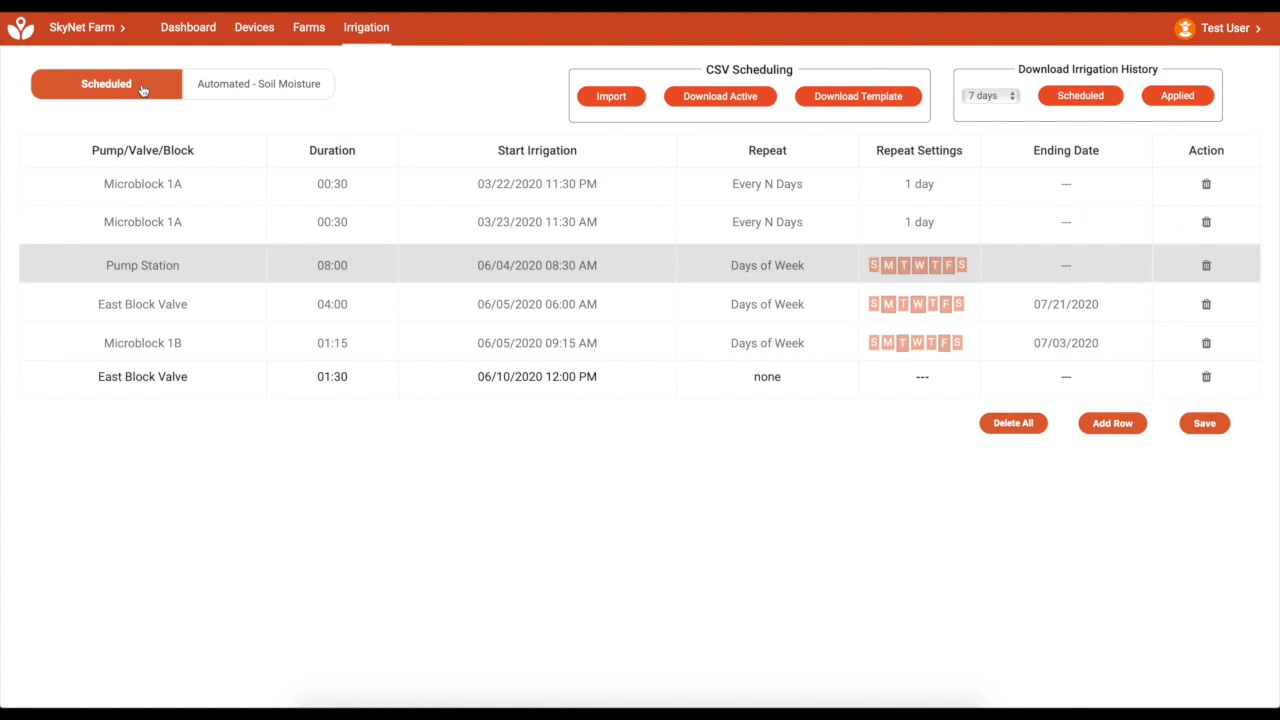 SkyNet Farm > Dashboard Devices Farms Irrigation Test User >
Scheduled Automated - Soil Moisture
CSV Scheduling
Import Download Active Download Template
Download Irrigation History
7 days Scheduled Applied
Pump/Valve/Block Duration Start Irrigation Repeat Repeat Settings Ending Date Action
Microblock 1A 00:30 03/22/2020 11:30 PM Every N Days 1 day ---
Microblock 1A 00:30 03/23/2020 11:30 AM Every N Days 1 day ---
Pump Station 08:00 06/04/2020 08:30 AM Days of Week S M T W T F S ---
East Block Valve 04:00 06/05/2020 06:00 AM Days of Week S M T W T F S 07/21/2020
Microblock 1B 01:15 06/05/2020 09:15 AM Days of Week S M T W T F S 07/03/2020
East Block Valve 01:30 06/10/2020 12:00 PM none --- ---
Delete All Add Row Save